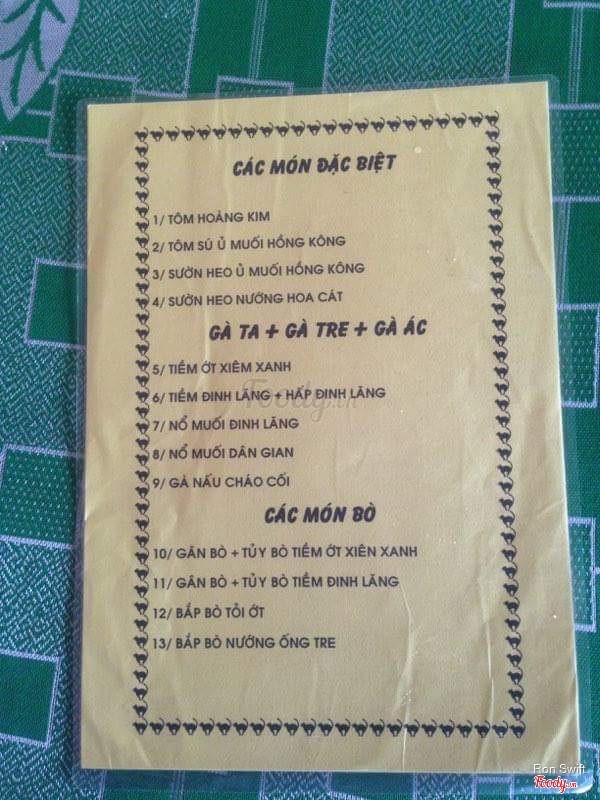 CÁC MÓN ĐẶC BIỆT
1/ TÔM HOÀNG KIM
2/ TÔM SÚ Ủ MUỐI HỒNG KÔNG
3/ SƯỜN HEO Ủ MUỐI HỒNG KÔNG
4/ SƯỜN HEO NƯỚNG HOA CÁT
GÀ TA + GÀ TRE + GÀ ÁC
5/ TIỀM ỚT XIÊM XANH
6/ TIỀM ĐINH LĂNG + HẤP ĐINH LĂNG
Foody.vn
7/ NỔ MUỐI ĐINH LĂNG
8/ NỔ MUỐI DÂN GIAN
9/ GÀ NẤU CHÁO CỐI
CÁC MÓN BÒ
10/ GÂN BÒ + TỦY BÒ TIỀM ỚT XIÊN XANH
11/ GÂN BÒ + TỦY BÒ TIỀM ĐINH LĂNG
12/ BẮP BÒ TỎI ỚT
13/ BẮP BÒ NƯỚNG ỐNG TRE
Ron Swift
Foody.vn